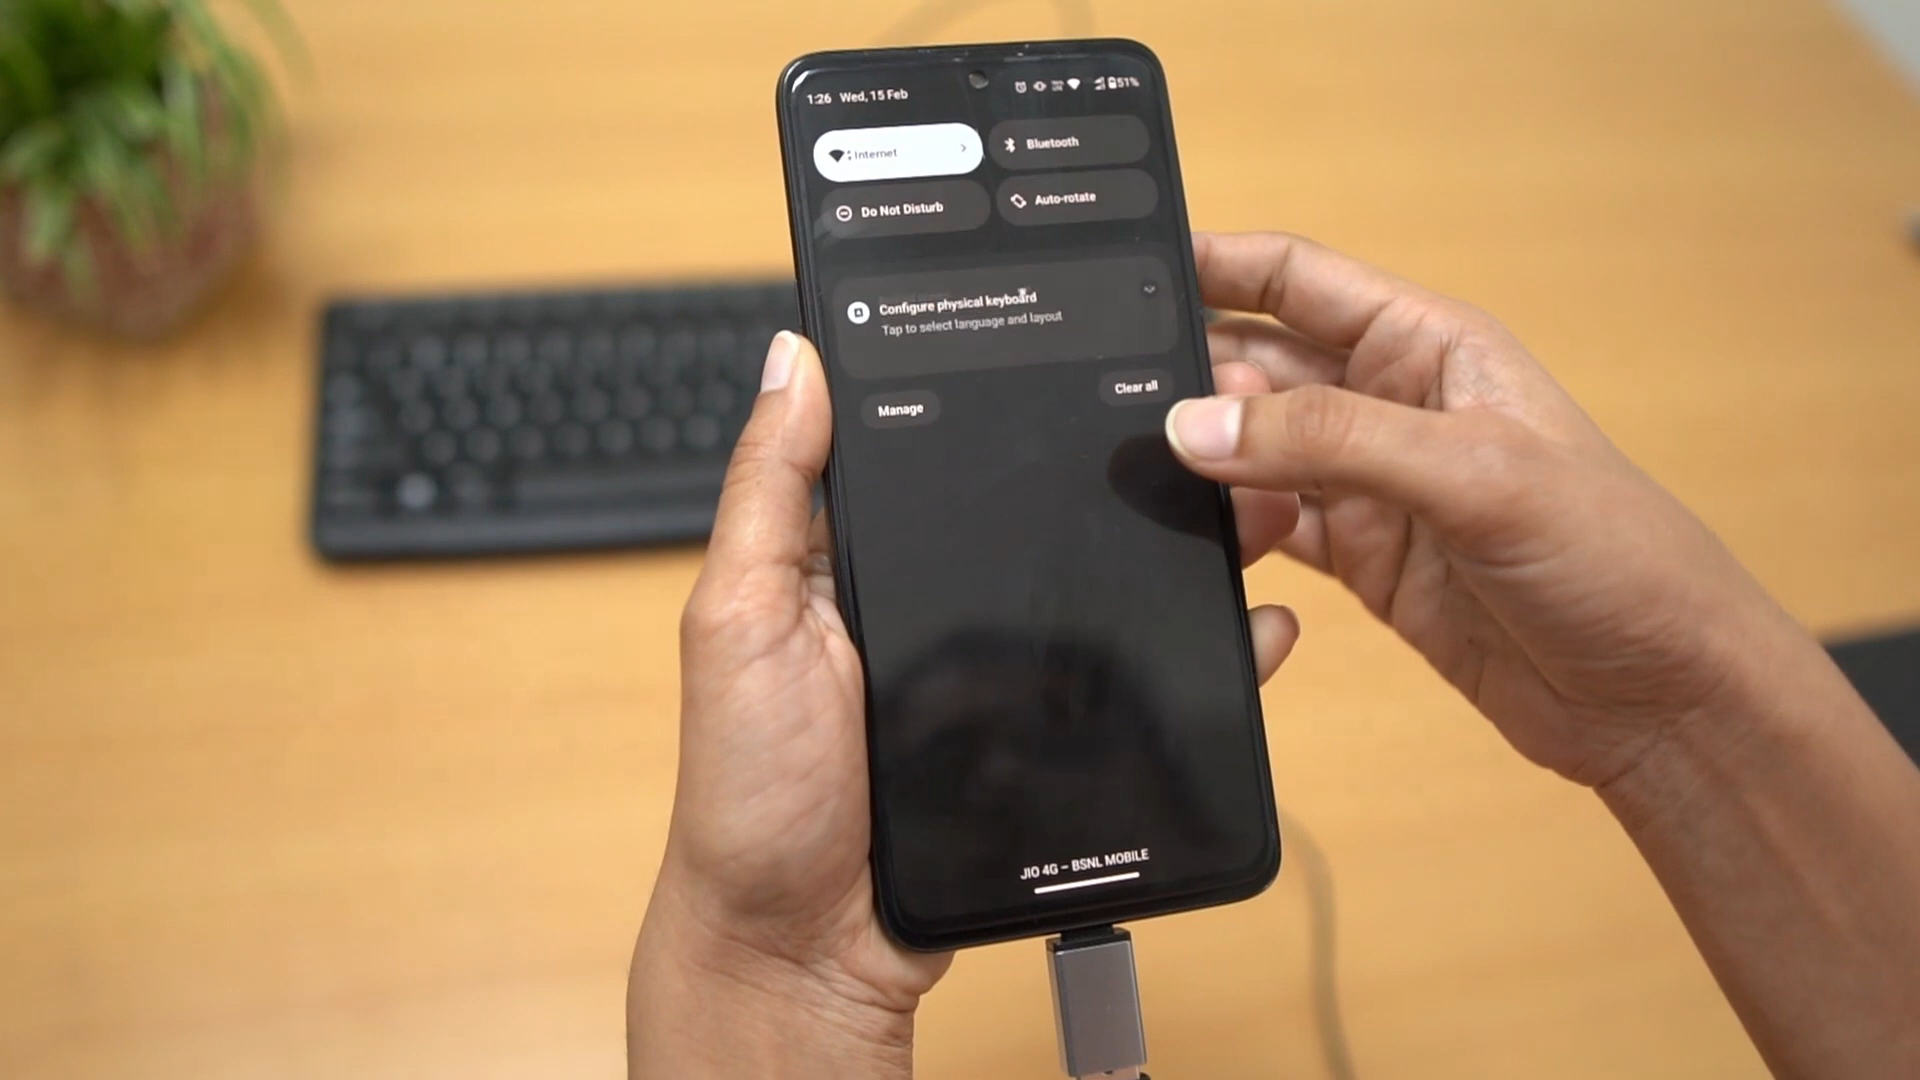 1:26 Wed, 15 Feb
51%
Internet
Bluetooth
Do Not Disturb
Auto-rotate
Configure physical keyboard
Tap to select language and layout
Manage
Clear all
JIO 4G – BSNL MOBILE